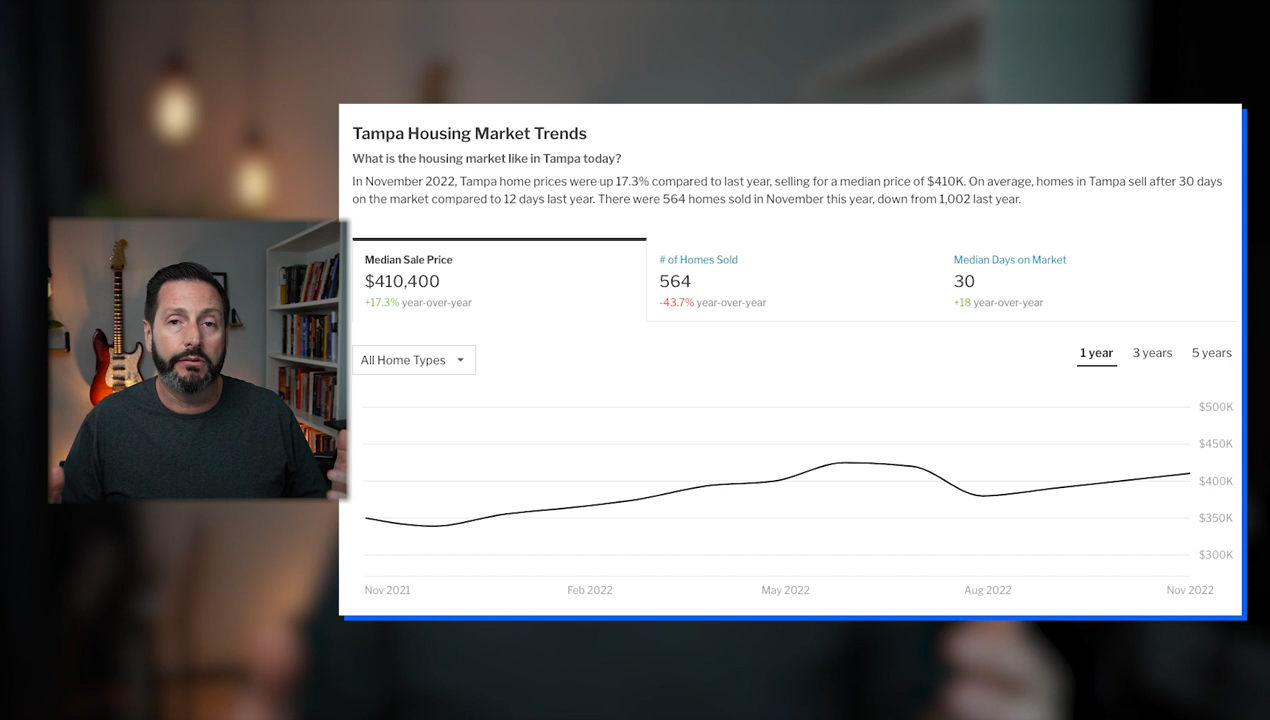 Tampa Housing Market Trends
What is the housing market like in Tampa today?
In November 2022, Tampa home prices were up 17.3% compared to last year, selling for a median price of $410K. On average, homes in Tampa sell after 30 days
on the market compared to 12 days last year. There were 564 homes sold in November this year, down from 1,002 last year.
Median Sale Price
$410,400
+17.3% year-over-year
# of Homes Sold
564
-43.7% year-over-year
Median Days on Market
30
+18 year-over-year
All Home Types
1 year
3 years
5 years
$500K
$450K
$400K
$350K
$300K
Nov 2021
Feb 2022
May 2022
Aug 2022
Nov 2022